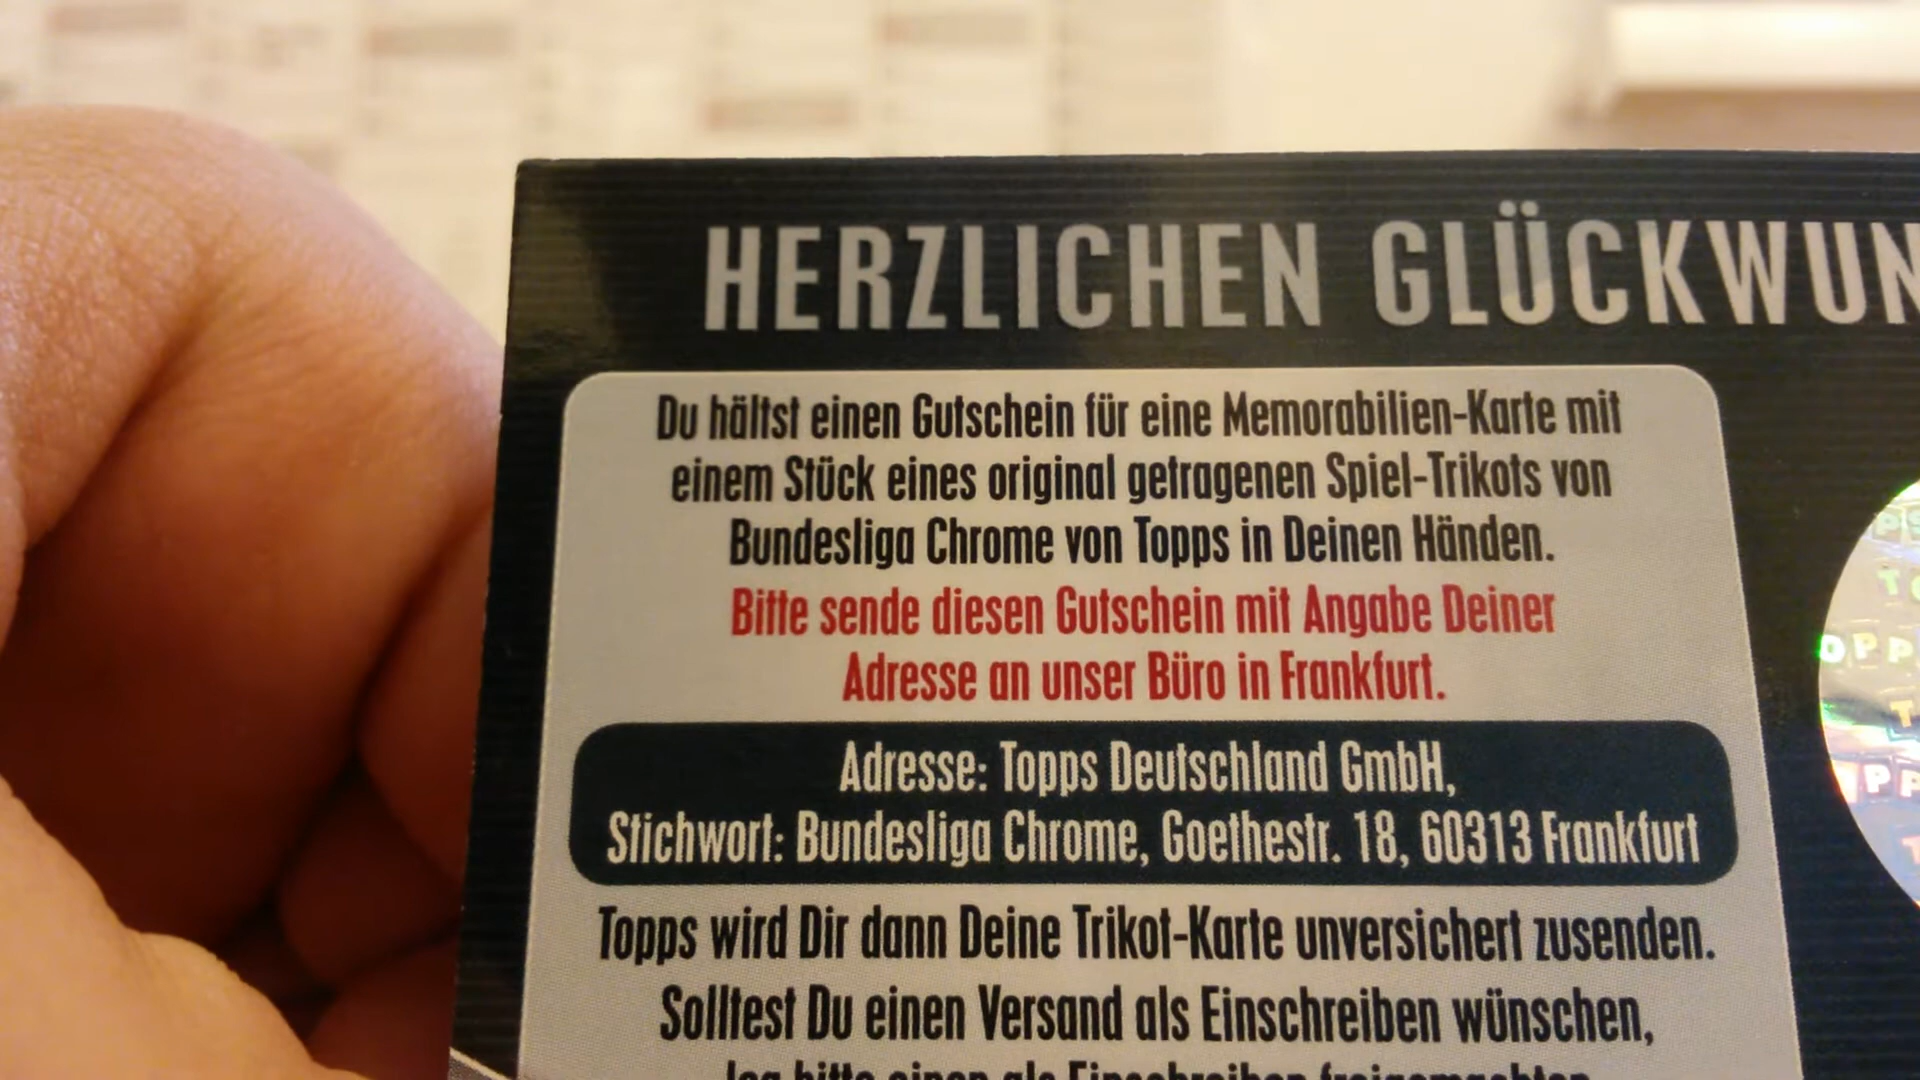 HERZLICHEN GLÜCKWUN
Du hältst einen Gutschein für eine Memorabilien-Karte mit
einem Stück eines original getragenen Spiel-Trikots von
Bundesliga Chrome von Topps in Deinen Händen.
Bitte sende diesen Gutschein mit Angabe Deiner
Adresse an unser Büro in Frankfurt.
Adresse: Topps Deutschland GmbH,
Stichwort: Bundesliga Chrome, Goethestr. 18, 60313 Frankfurt
Topps wird Dir dann Deine Trikot-Karte unversichert zusenden.
Solltest Du einen Versand als Einschreiben wünschen,
leg bitte einen als Einschreiben freigemachten